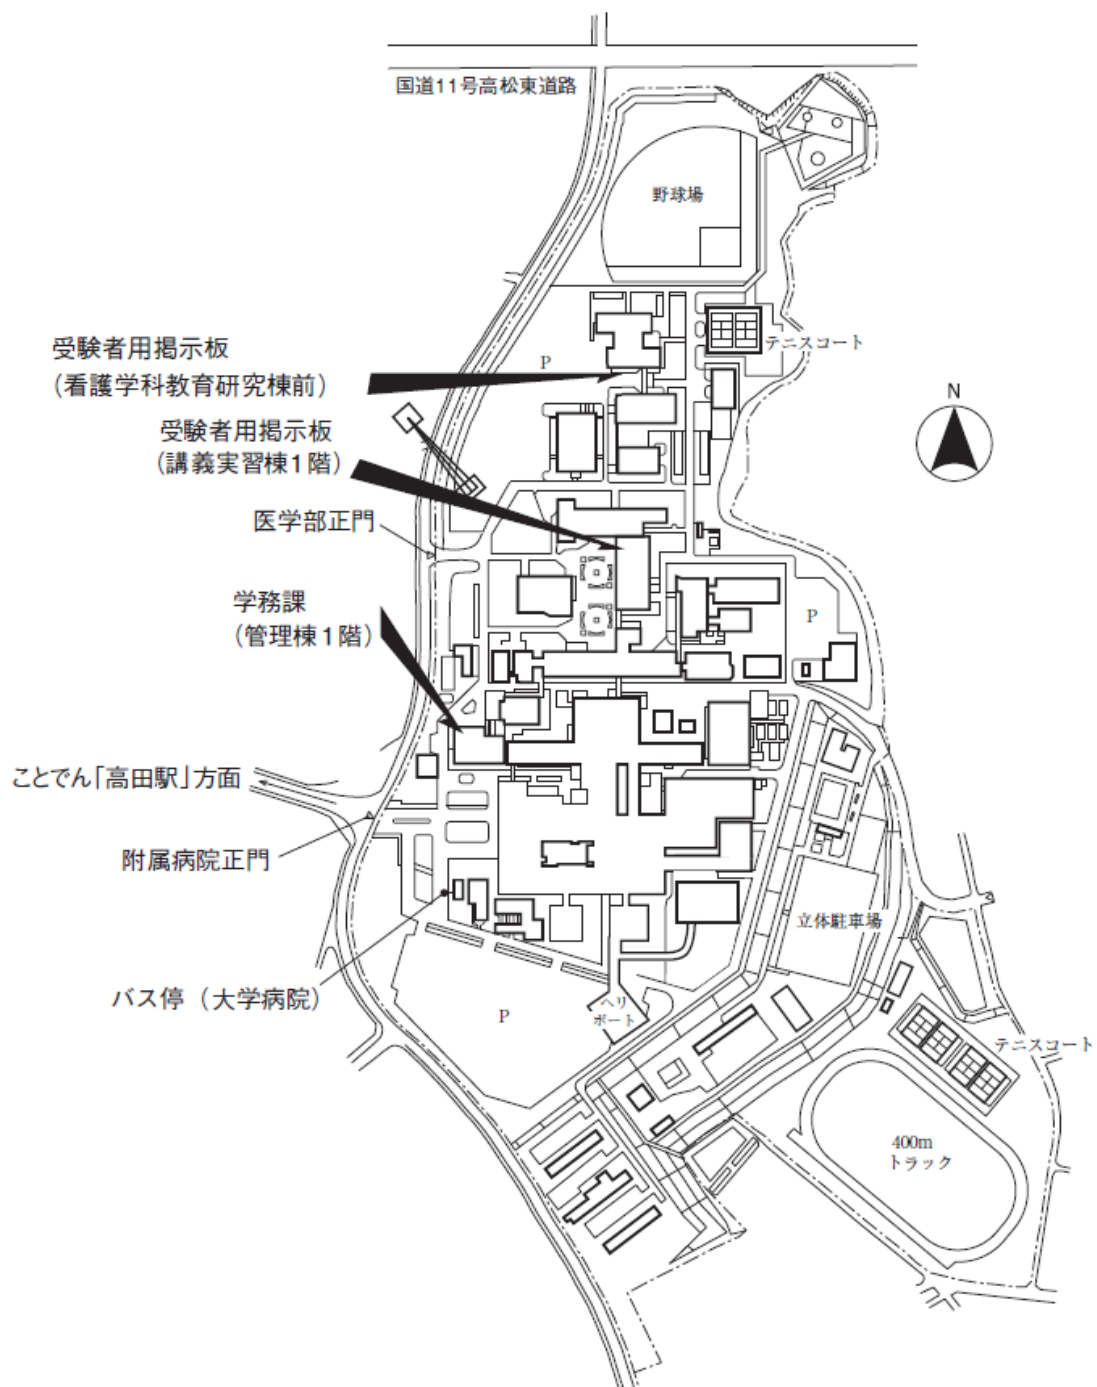 国道11号高松東道路
野球場
テニスコート
P
受験者用掲示板
(看護学科教育研究棟前)
受験者用掲示板
(講義実習棟1階)
N
医学部正門
学務課
(管理棟1階)
P
ことでん「高田駅」方面
附属病院正門
立体駐車場
バス停(大学病院)
P
ヘリ
ポート
テニスコート
400m
トラック